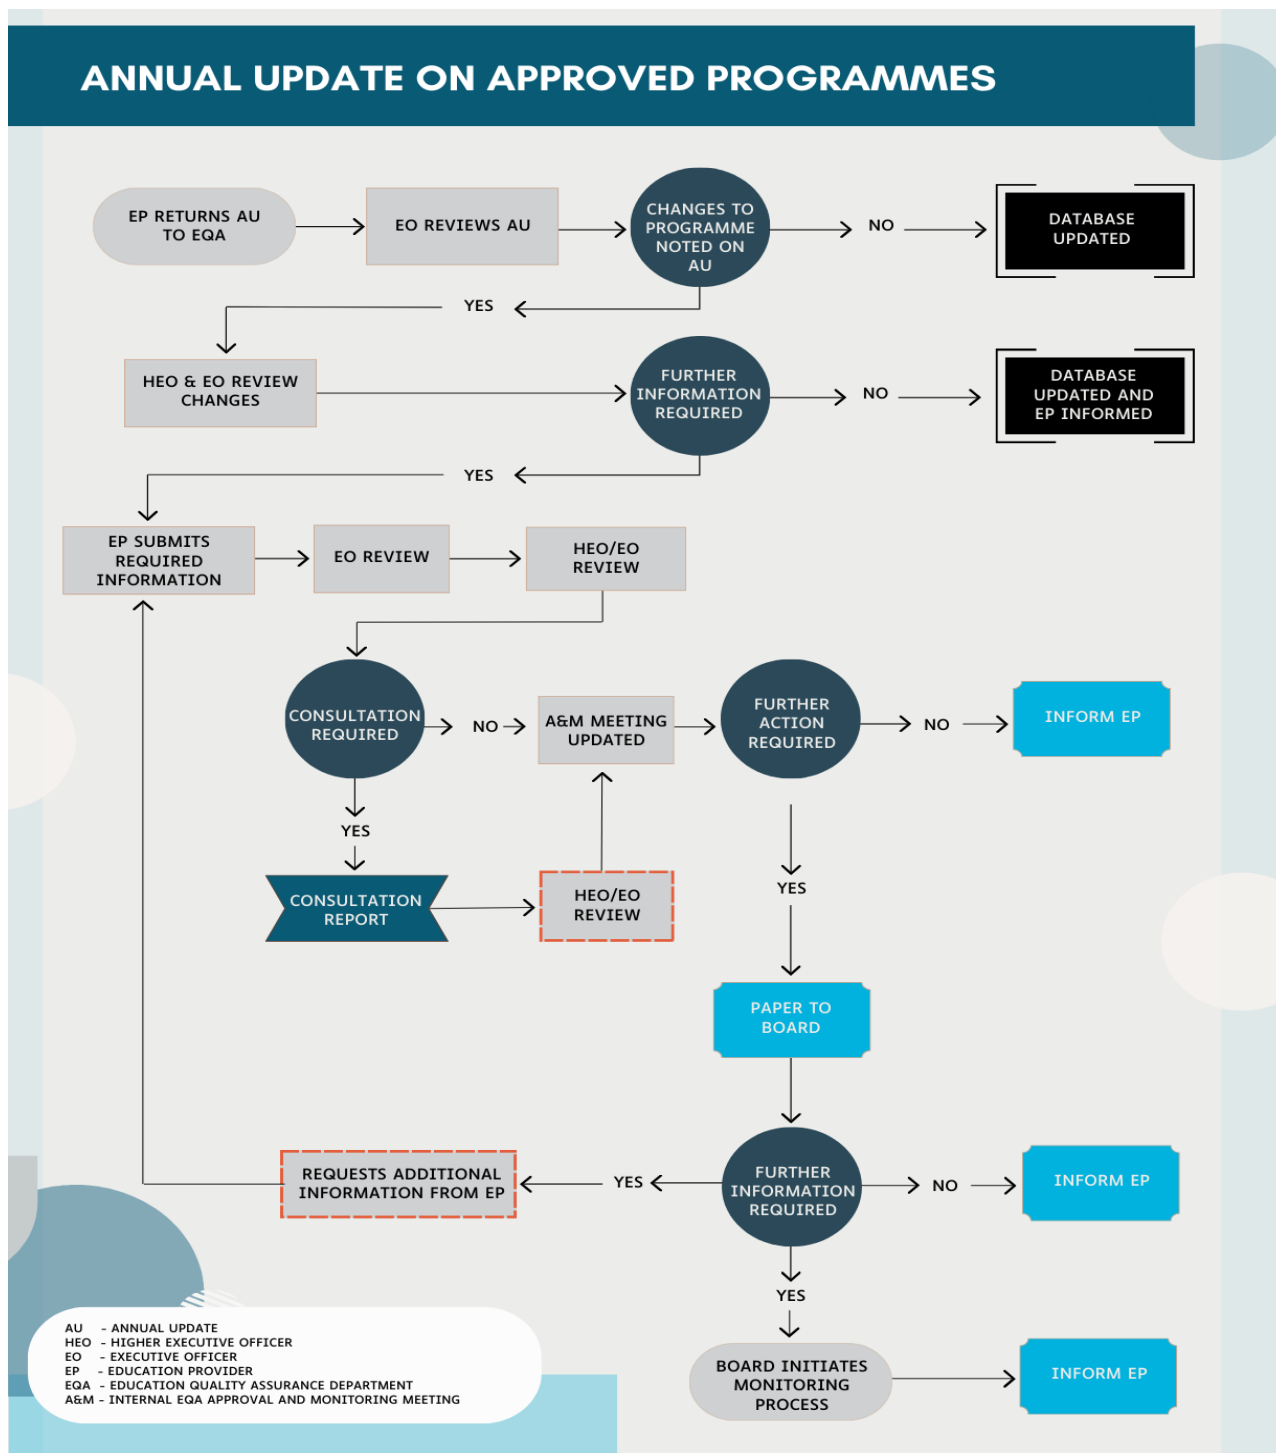 ANNUAL UPDATE ON APPROVED PROGRAMMES
EP RETURNS AU
TO EQA
EO REVIEWS AU
CHANGES TO
PROGRAMME
NOTED ON
AU
NO
DATABASE
UPDATED
YES
HEO & EO REVIEW
CHANGES
FURTHER
INFORMATION
REQUIRED
NO
DATABASE
UPDATED AND
EP INFORMED
YES
EP SUBMITS
REQUIRED
INFORMATION
EO REVIEW
HEO/EO
REVIEW
CONSULTATION
REQUIRED
NO
A&M MEETING
UPDATED
FURTHER
ACTION
REQUIRED
NO
INFORM EP
YES
CONSULTATION
REPORT
HEO/EO
REVIEW
YES
PAPER TO
BOARD
FURTHER
INFORMATION
REQUIRED
YES
REQUESTS ADDITIONAL
INFORMATION FROM EP
NO
INFORM EP
YES
BOARD INITIATES
MONITORING
PROCESS
INFORM EP
AU - ANNUAL UPDATE
HEO - HIGHER EXECUTIVE OFFICER
EO - EXECUTIVE OFFICER
EP - EDUCATION PROVIDER
EQA - EDUCATION QUALITY ASSURANCE DEPARTMENT
A&M - INTERNAL EQA APPROVAL AND MONITORING MEETING